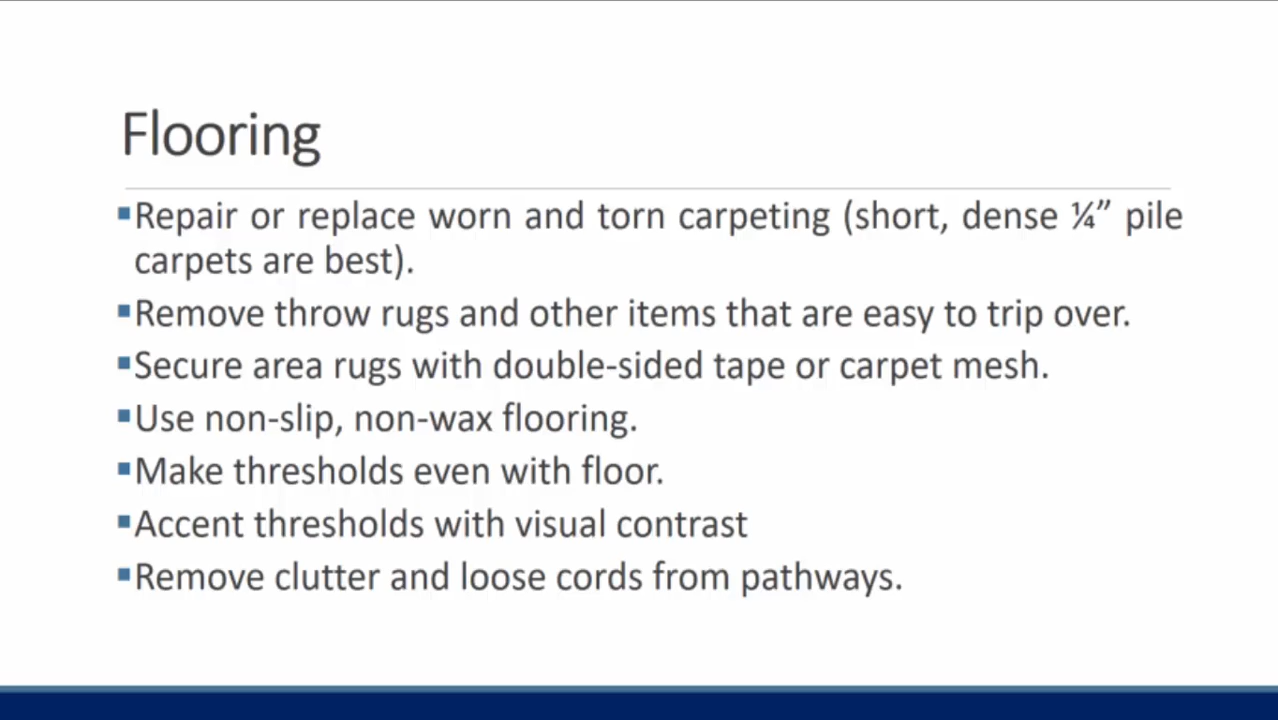 Flooring
▪Repair or replace worn and torn carpeting (short, dense ¼” pile
carpets are best).
▪Remove throw rugs and other items that are easy to trip over.
▪Secure area rugs with double-sided tape or carpet mesh.
▪Use non-slip, non-wax flooring.
▪Make thresholds even with floor.
▪Accent thresholds with visual contrast
▪Remove clutter and loose cords from pathways.